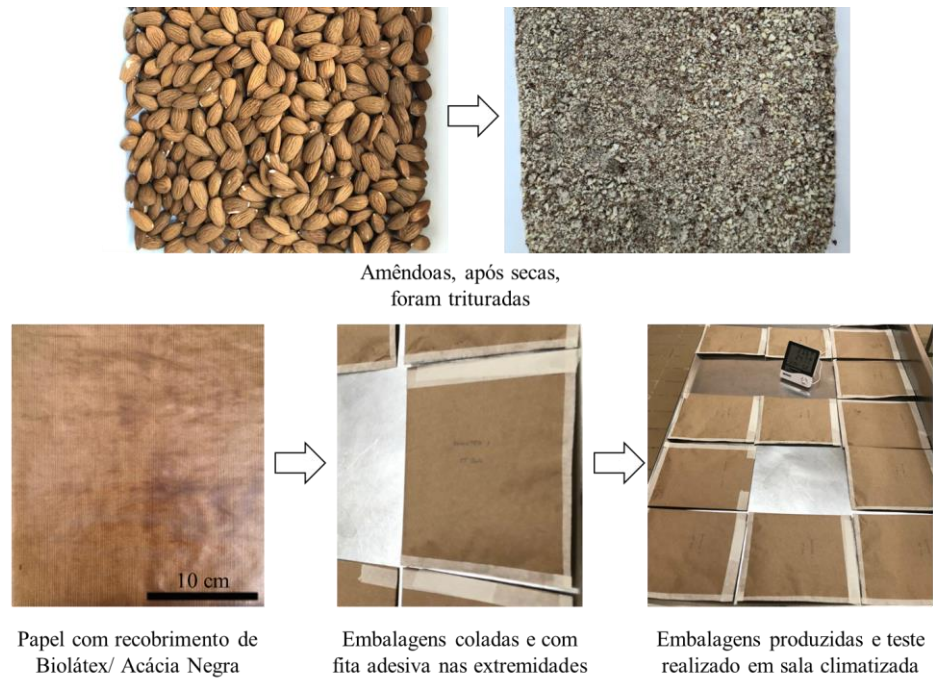 Amêndoas, após secas,
foram trituradas
10 cm
Papel com recobrimento de
Biolátex/ Acácia Negra
Embalagens coladas e com
fita adesiva nas extremidades
Embalagens produzidas e teste
realizado em sala climatizada